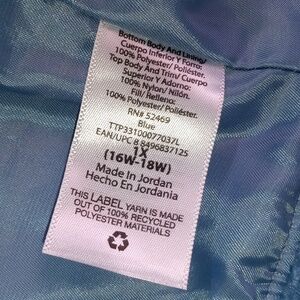 Bottom Body And Lining/
Cuerpo Inferior Y Forro:
100% Polyester/ Poliéster.
Top Body And Trim/ Cuerpo
Superior Y Adorno:
100% Nylon/ Nilón.
Fill/ Relleno:
100% Polyester/ Poliéster.
RN# 52469
Blue
TTP33100077037L
EAN/UPC 8 8496837125
1X
(16W-18W)
Made In Jordan
Hecho En Jordania
THIS LABEL YARN IS
MADE OUT OF 100% RECYCLED
POLYESTER MATERIALS